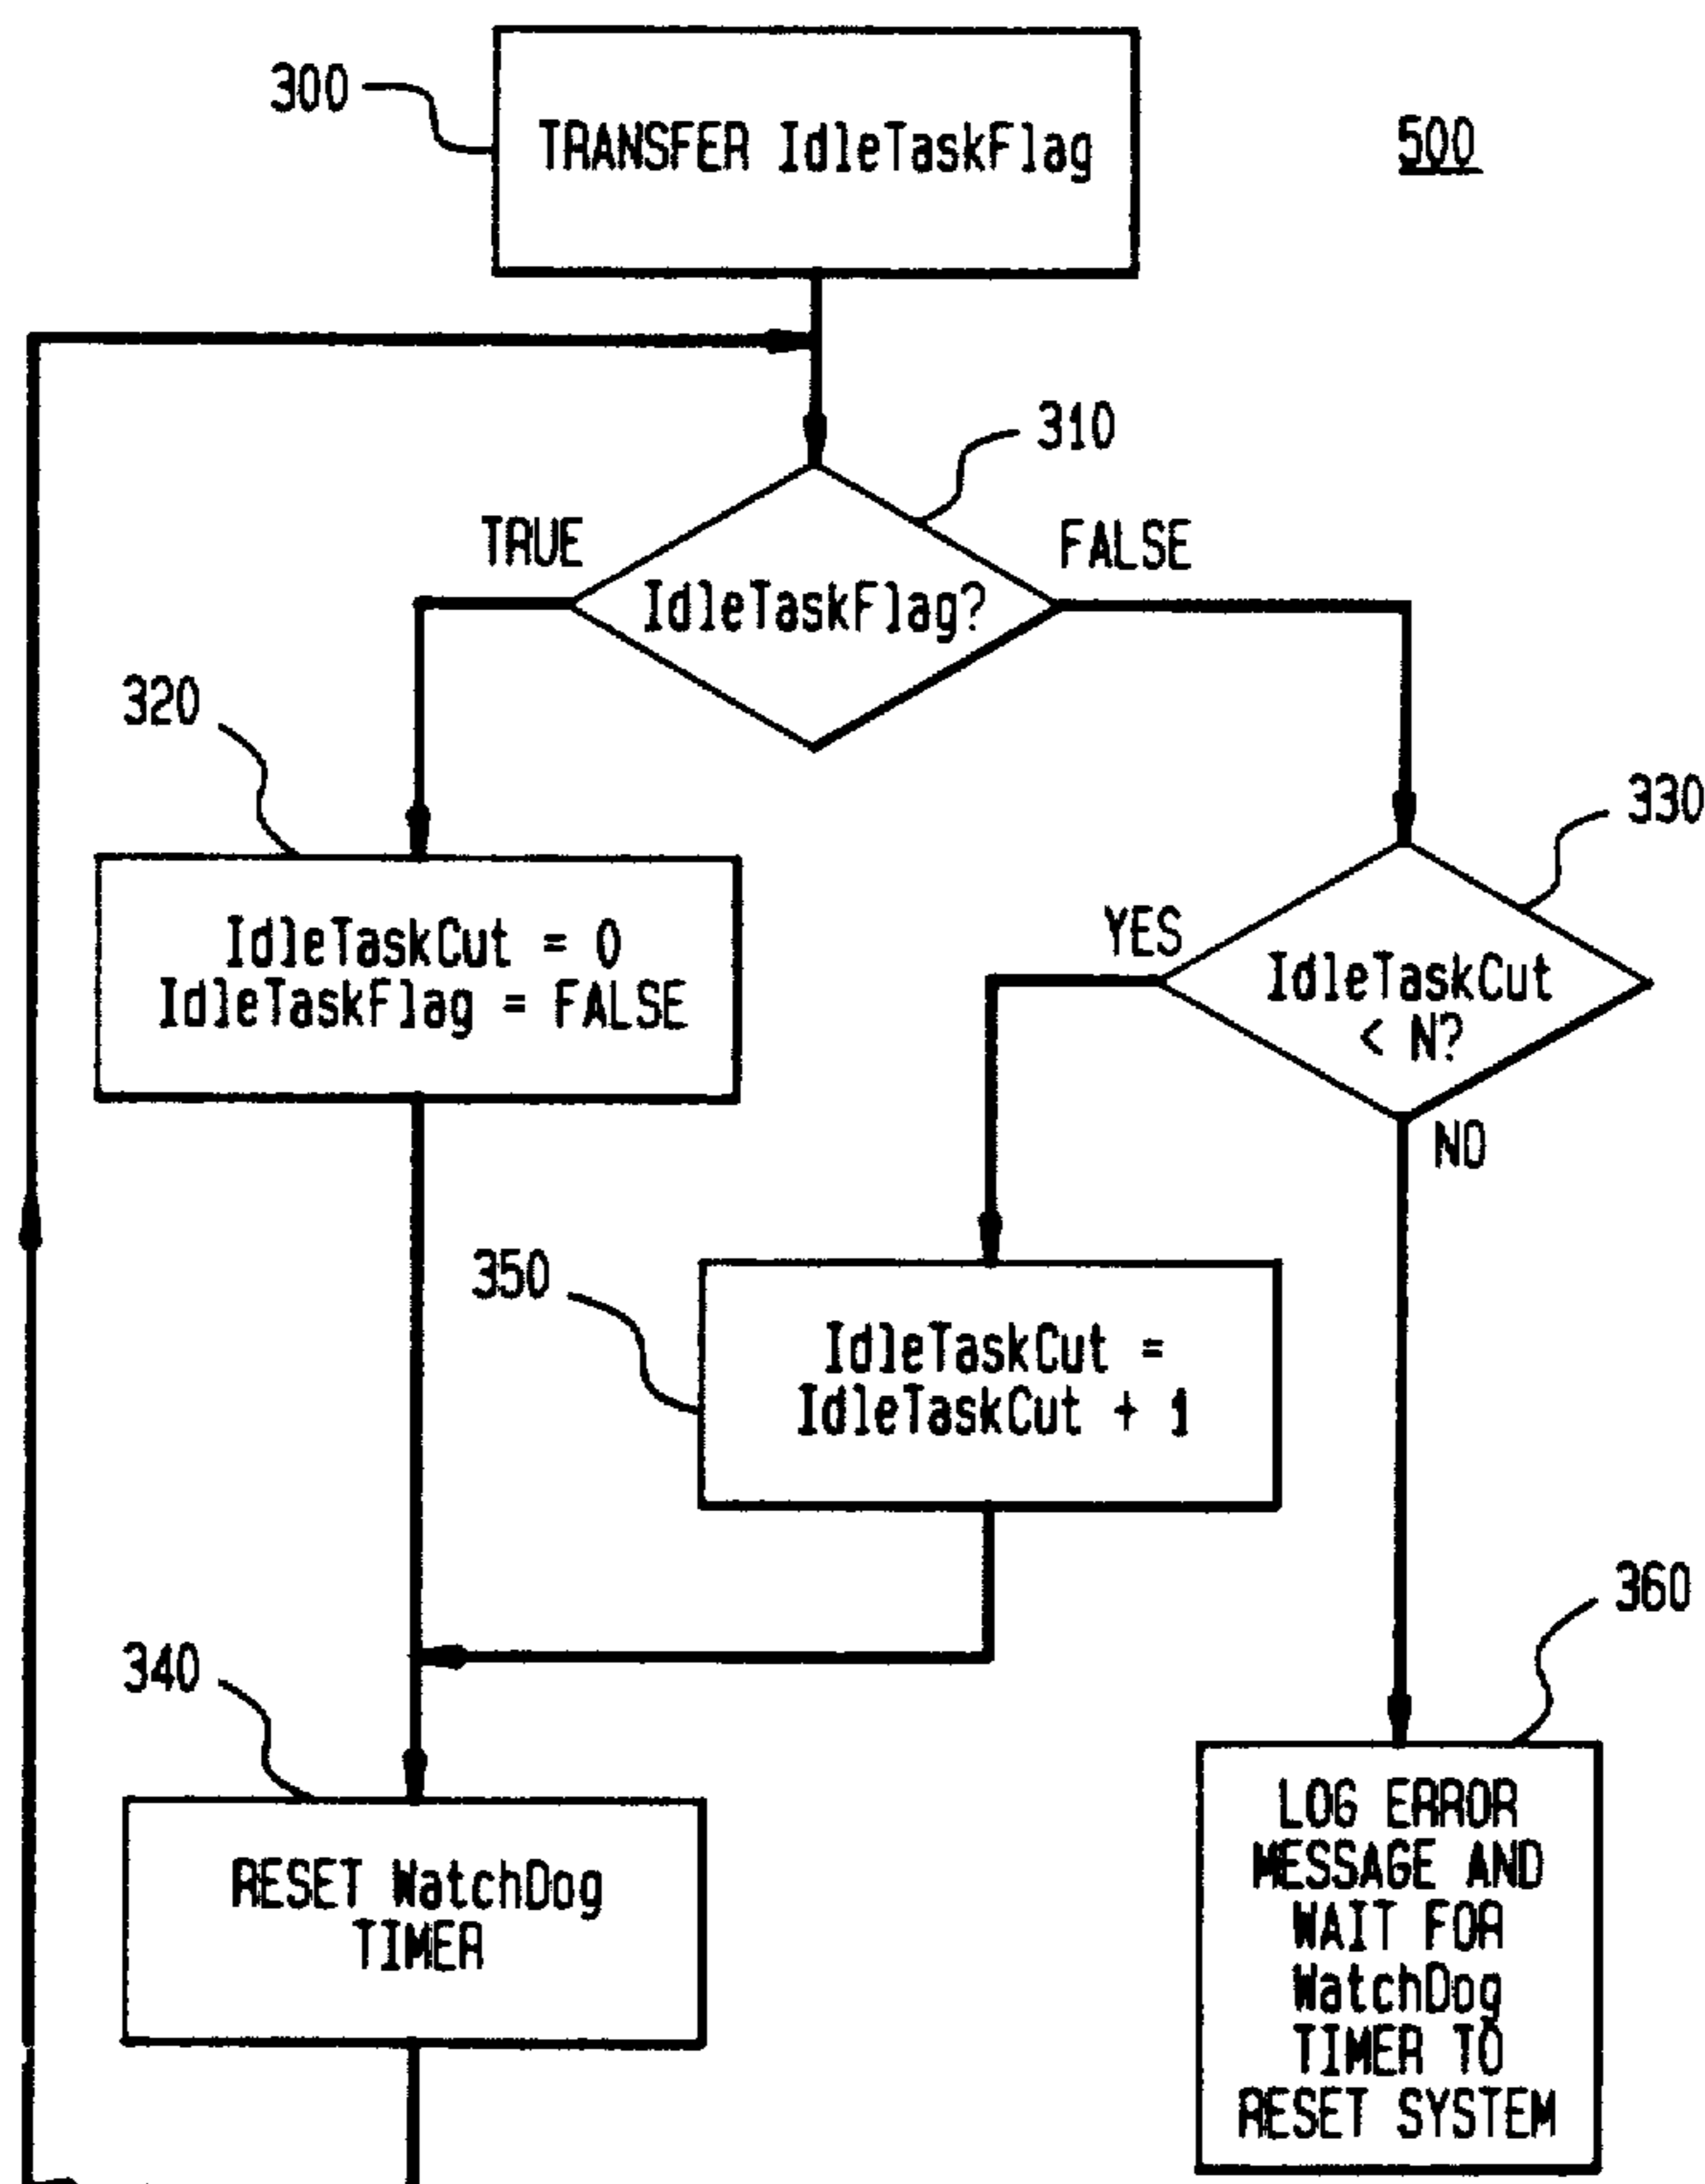 300
TRANSFER IdleTaskFlag
500
310
TRUE
FALSE
IdleTaskFlag?
320
330
IdleTaskCut = 0
IdleTaskFlag = FALSE
YES
IdleTaskCut
< N?
NO
350
IdleTaskCut =
IdleTaskCut + 1
360
340
RESET WatchDog
TIMER
LOG ERROR
MESSAGE AND
WAIT FOR
WatchDog
TIMER TO
RESET SYSTEM